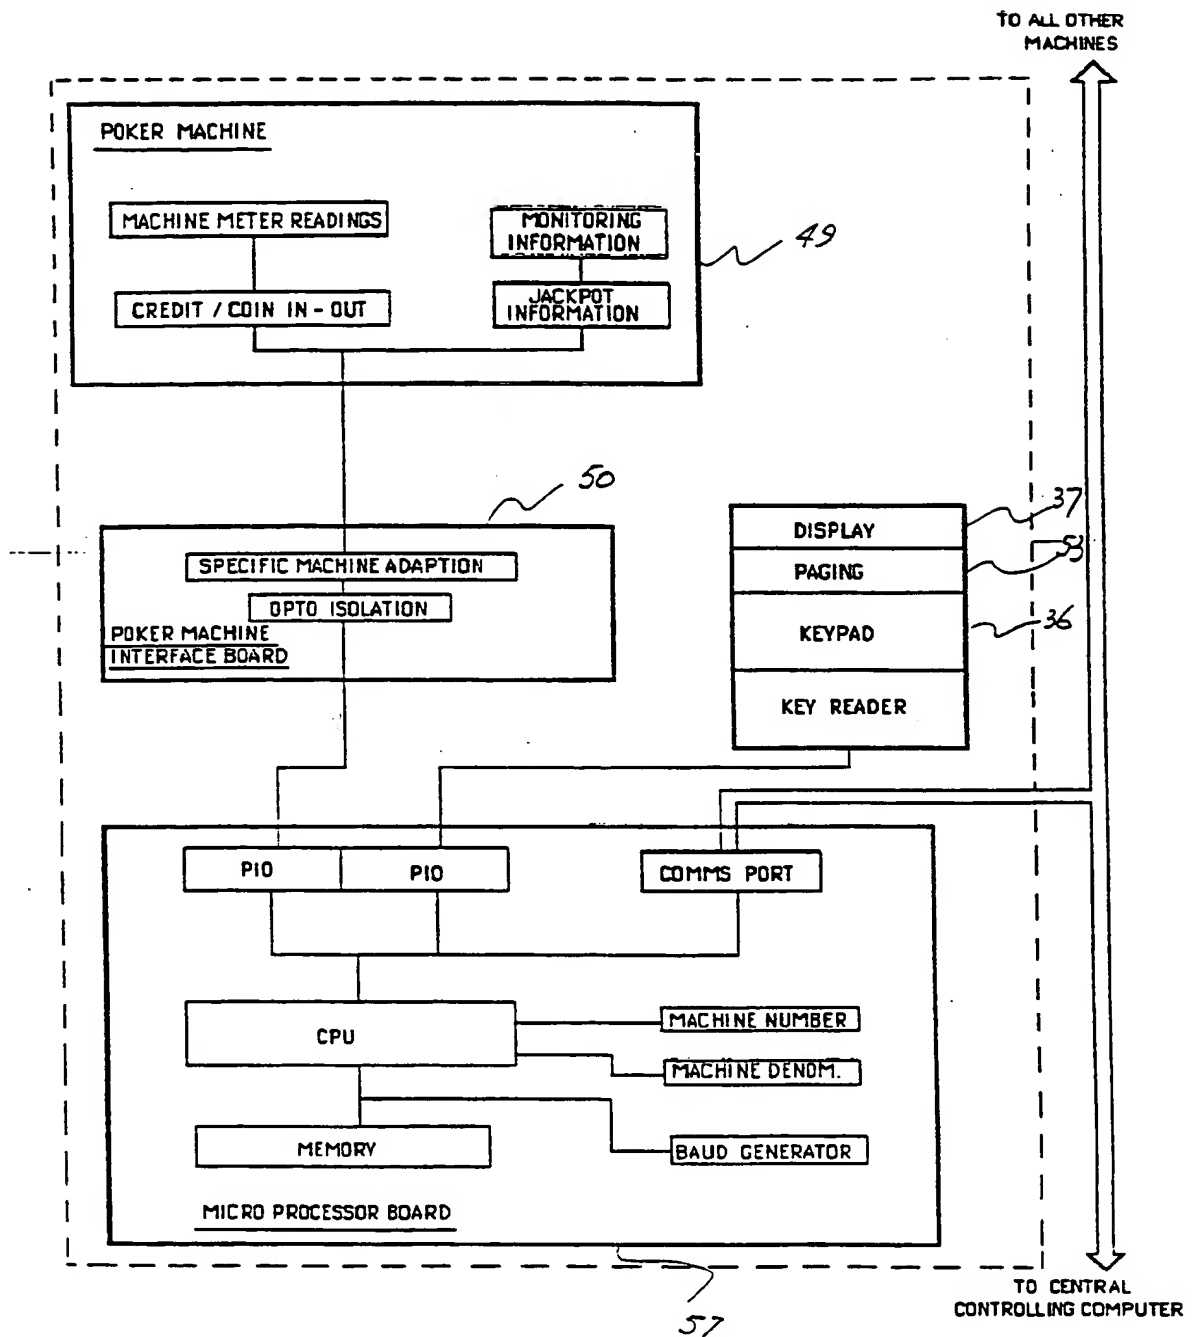 TO ALL OTHER
MACHINES
POKER MACHINE
MACHINE METER READINGS
MONITORING
INFORMATION
49
CREDIT / COIN IN - OUT
JACKPOT
INFORMATION
50
SPECIFIC MACHINE ADAPTION
OPTO ISOLATION
POKER MACHINE
INTERFACE BOARD
DISPLAY
37
PAGING
53
KEYPAD
36
KEY READER
PIO
PIO
COMMS PORT
CPU
MACHINE NUMBER
MACHINE DENOM.
MEMORY
BAUD GENERATOR
MICRO PROCESSOR BOARD
57
TO CENTRAL
CONTROLLING COMPUTER